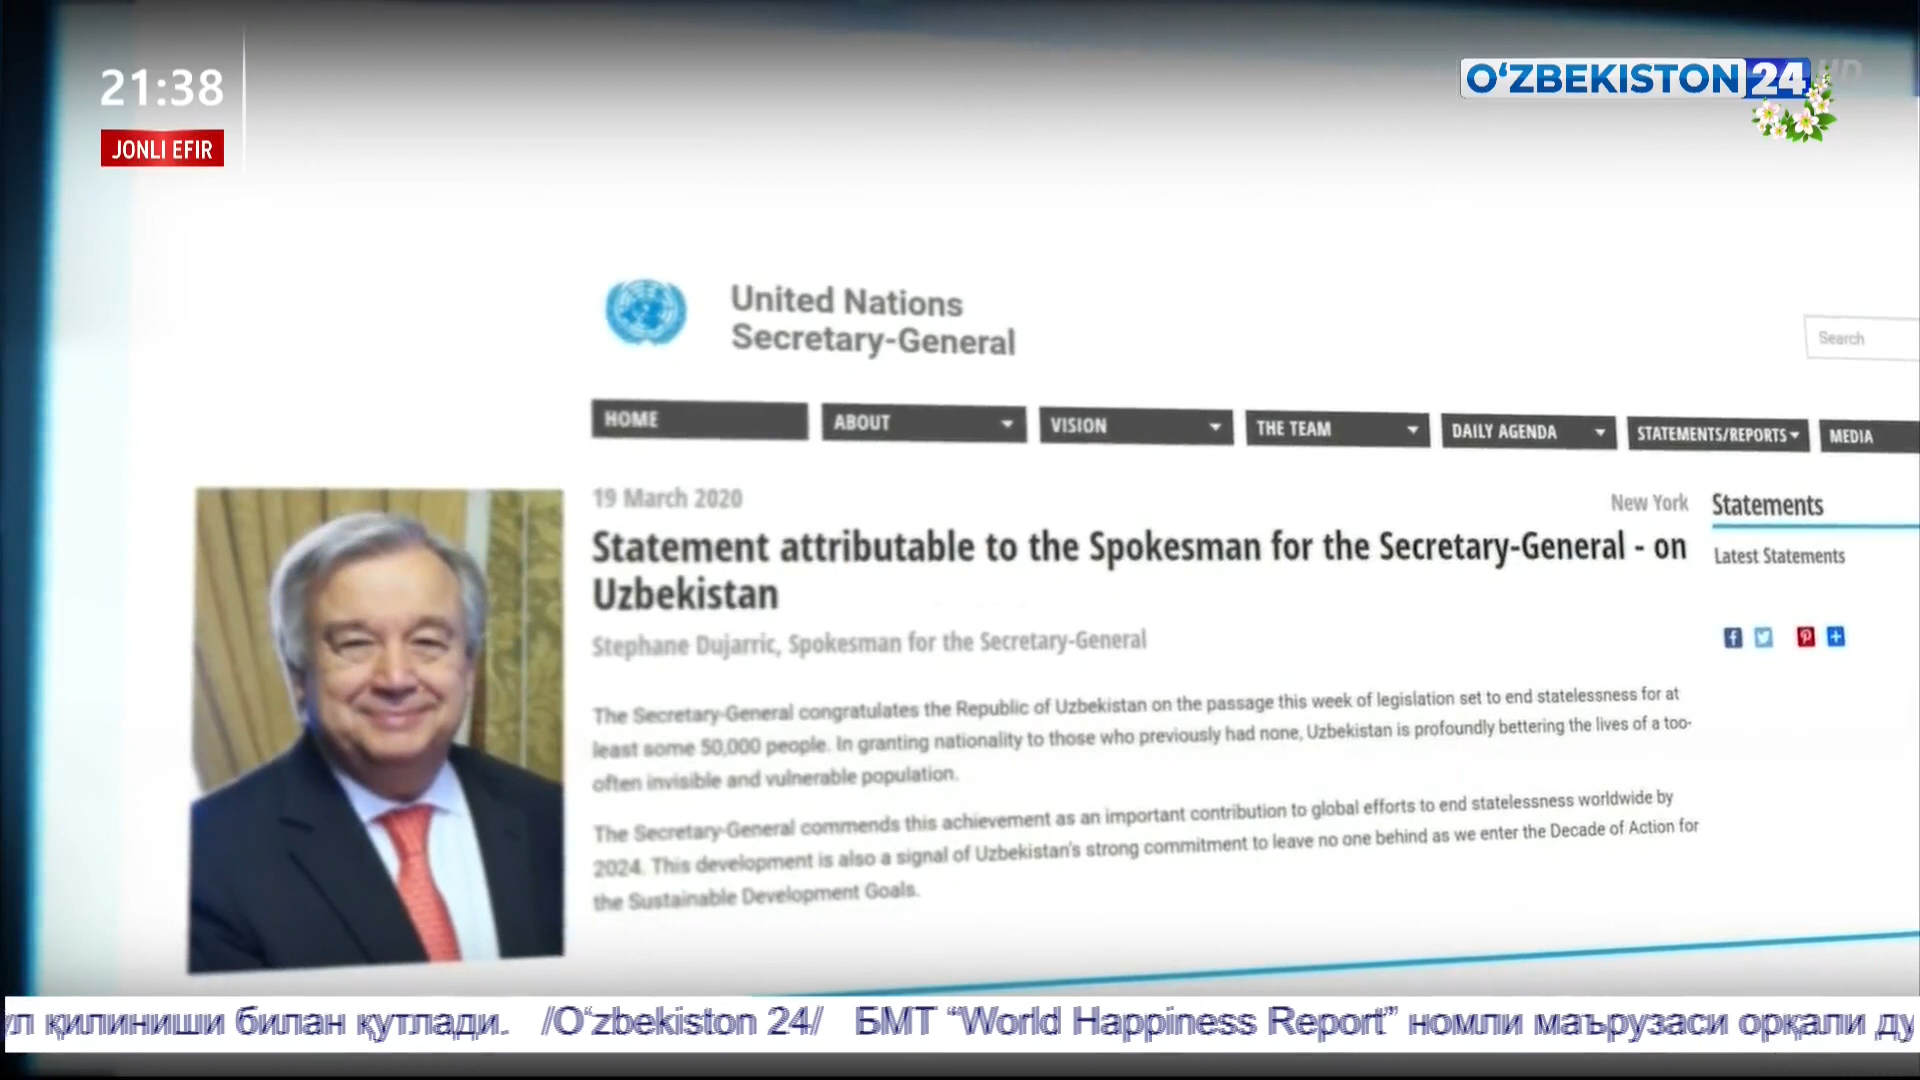 21:38
JONLI EFIR
O‘ZBEKISTON 24
HD
United Nations
Secretary-General
Search
HOME
ABOUT
VISION
THE TEAM
DAILY AGENDA
STATEMENTS/REPORTS
MEDIA
19 March 2020
New York
Statement attributable to the Spokesman for the Secretary-General - on
Uzbekistan
Stephane Dujarric, Spokesman for the Secretary-General
The Secretary-General congratulates the Republic of Uzbekistan on the passage this week of legislation set to end statelessness for at
least some 50,000 people. In granting nationality to those who previously had none, Uzbekistan is profoundly bettering the lives of a too-
often invisible and vulnerable population.
The Secretary-General commends this achievement as an important contribution to global efforts to end statelessness worldwide by
2024. This development is also a signal of Uzbekistan's strong commitment to leave no one behind as we enter the Decade of Action for
the Sustainable Development Goals.
Statements
Latest Statements
ул қилиниши билан қутлади. /O‘zbekiston 24/ БМТ “World Happiness Report” номли маърузаси орқали ду